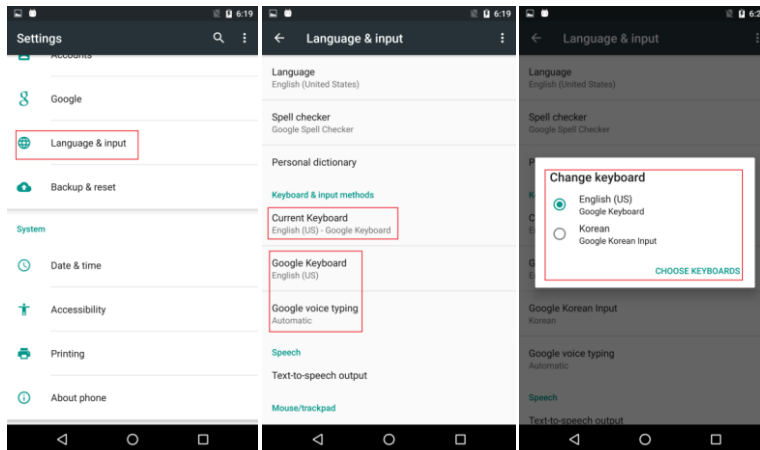 6:19
Settings
Accounts
Google
Language & input
Backup & reset
System
Date & time
Accessibility
Printing
About phone
6:19
Language & input
Language
English (United States)
Spell checker
Google Spell Checker
Personal dictionary
Keyboard & input methods
Current Keyboard
English (US) - Google Keyboard
Google Keyboard
English (US)
Google voice typing
Automatic
Speech
Text-to-speech output
Mouse/trackpad
6:2
Language & input
Language
English (United States)
Spell checker
Google Spell Checker
P
K
C
E
G
E
Change keyboard
English (US)
Google Keyboard
Korean
Google Korean Input
CHOOSE KEYBOARDS
Google Korean Input
Korean
Google voice typing
Automatic
Speech
Text-to-speech output